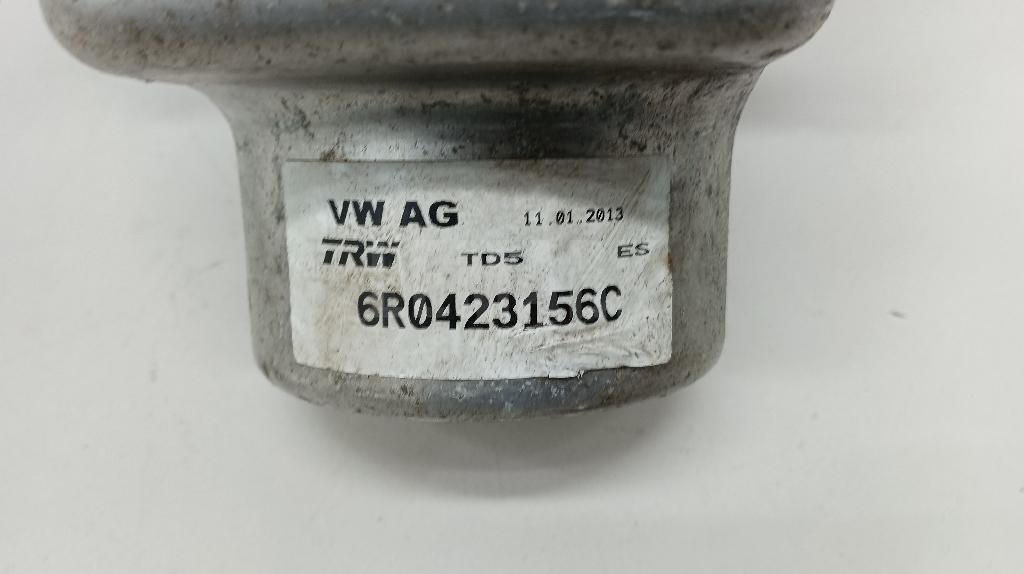 VW AG 11.01.2013
TRW TD5 ES
6R0423156C